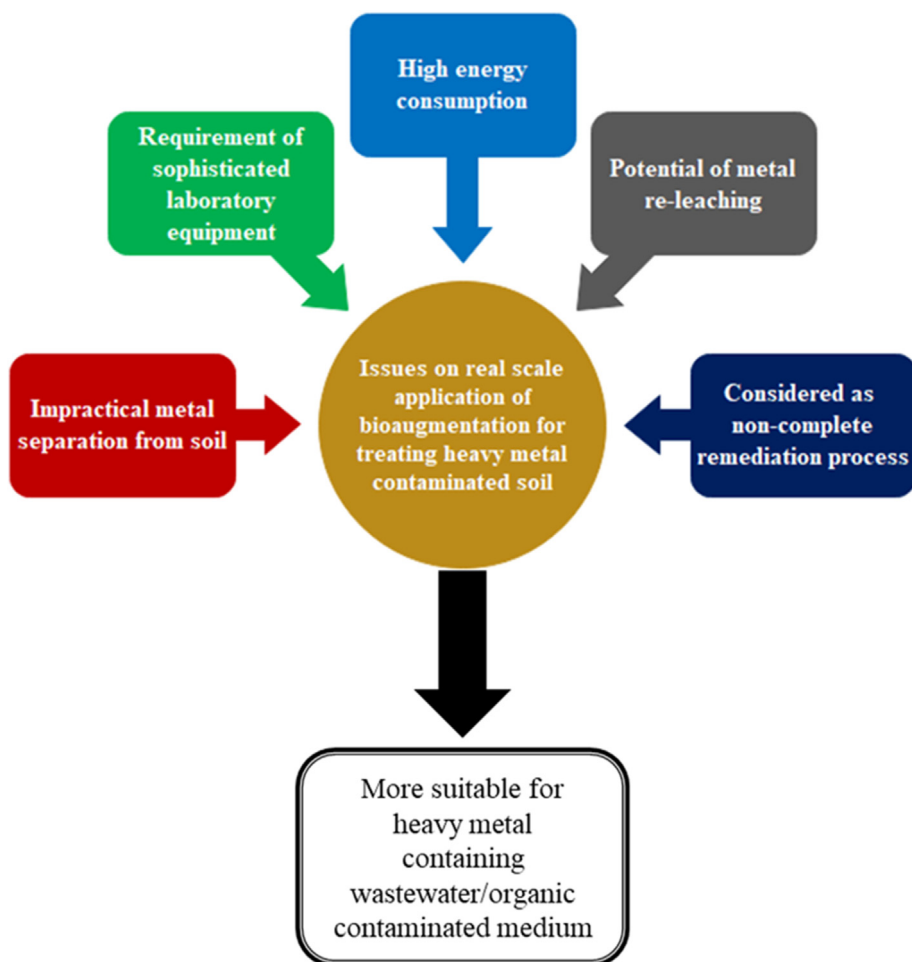 High energy
consumption
Requirement of
sophisticated
laboratory
equipment
Potential of metal
re-leaching
Impractical metal
separation from soil
Issues on real scale
application of
bioaugmentation for
treating heavy metal
contaminated soil
Considered as
non-complete
remediation process
More suitable for
heavy metal
containing
wastewater/organic
contaminated medium